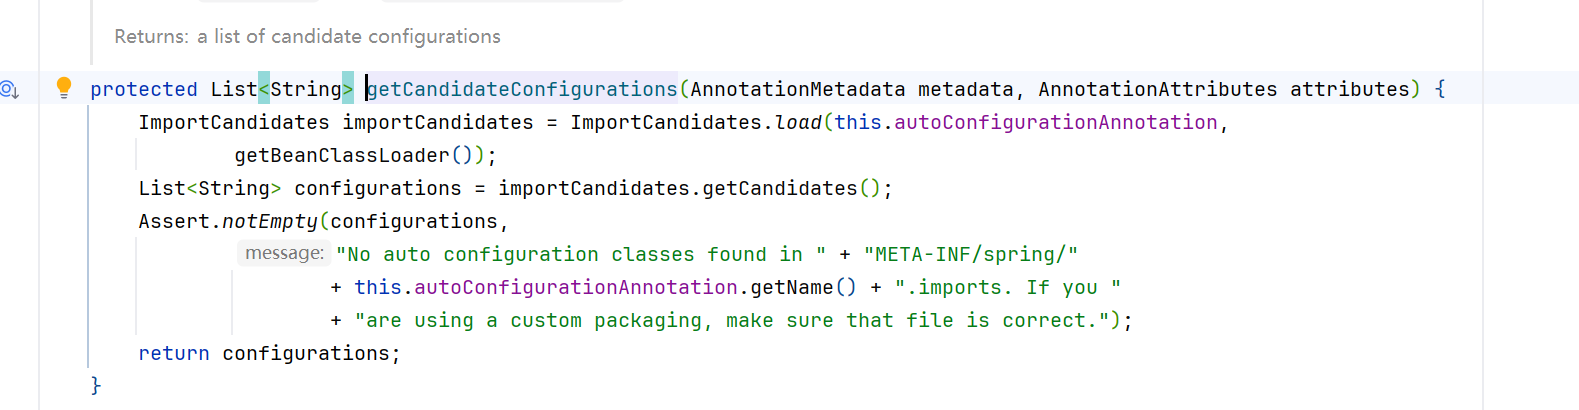 Returns: a list of candidate configurations
protected List<String> getCandidateConfigurations(AnnotationMetadata metadata, AnnotationAttributes attributes) {
ImportCandidates importCandidates = ImportCandidates.load(this.autoConfigurationAnnotation,
getBeanClassLoader());
List<String> configurations = importCandidates.getCandidates();
Assert.notEmpty(configurations,
message: "No auto configuration classes found in " + "META-INF/spring/"
+ this.autoConfigurationAnnotation.getName() + ".imports. If you "
+ "are using a custom packaging, make sure that file is correct.");
return configurations;
}